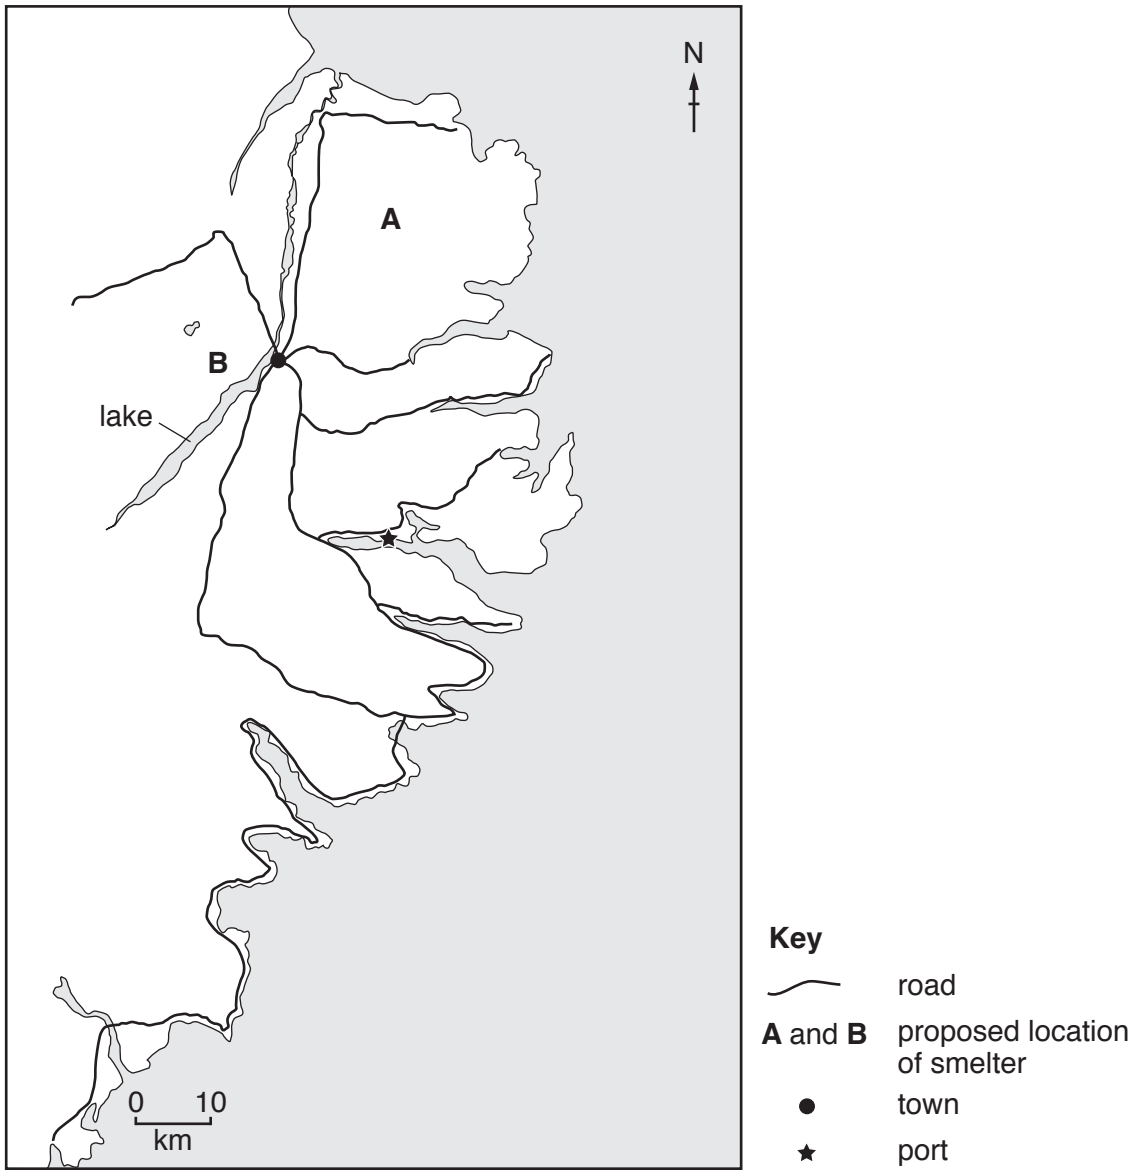 N
A
B
lake
0 10
km
Key
road
A and B proposed location
of smelter
town
port